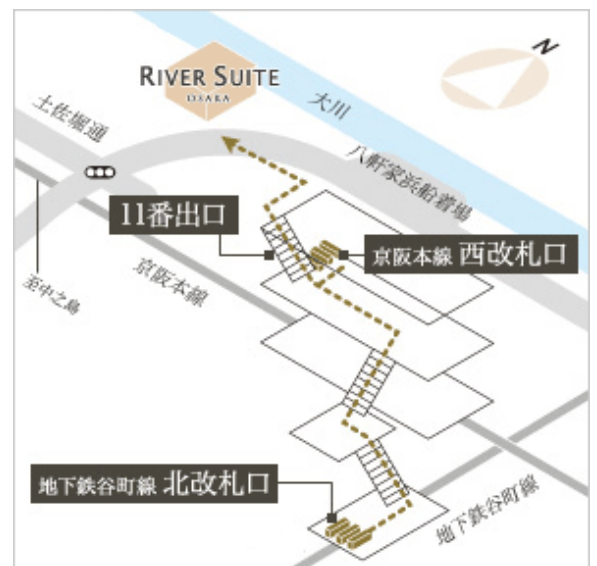 N
RIVER SUITE
OSAKA
大川
土佐堀通
八軒家浜船着場
11番出口
京阪本線 西改札口
至中之島
京阪本線
地下鉄谷町線 北改札口
地下鉄谷町線